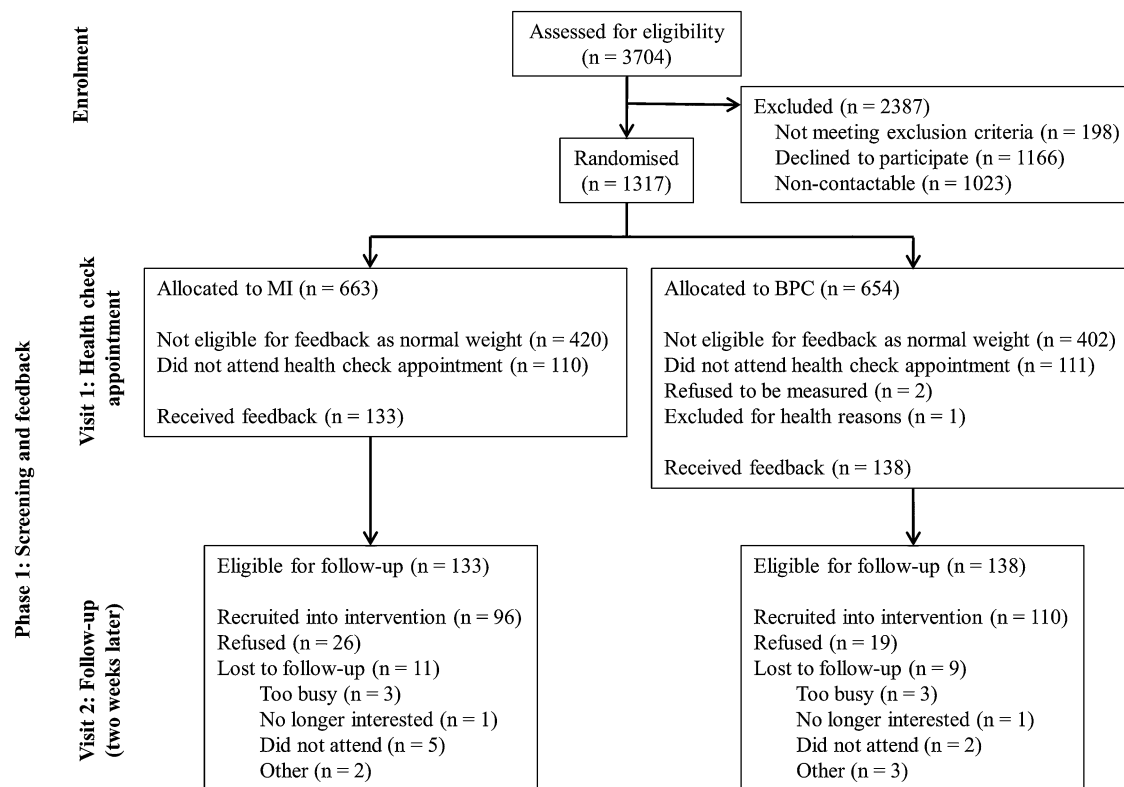 Enrolment
Assessed for eligibility
(n = 3704)
Excluded (n = 2387)
Not meeting exclusion criteria (n = 198)
Declined to participate (n = 1166)
Non-contactable (n = 1023)
Randomised
(n = 1317)
Phase 1: Screening and feedback
Visit 1: Health check
appointment
Allocated to MI (n = 663)
Not eligible for feedback as normal weight (n = 420)
Did not attend health check appointment (n = 110)
Received feedback (n = 133)
Allocated to BPC (n = 654)
Not eligible for feedback as normal weight (n = 402)
Did not attend health check appointment (n = 111)
Refused to be measured (n = 2)
Excluded for health reasons (n = 1)
Received feedback (n = 138)
Visit 2: Follow-up
(two weeks later)
Eligible for follow-up (n = 133)
Recruited into intervention (n = 96)
Refused (n = 26)
Lost to follow-up (n = 11)
Too busy (n = 3)
No longer interested (n = 1)
Did not attend (n = 5)
Other (n = 2)
Eligible for follow-up (n = 138)
Recruited into intervention (n = 110)
Refused (n = 19)
Lost to follow-up (n = 9)
Too busy (n = 3)
No longer interested (n = 1)
Did not attend (n = 2)
Other (n = 3)